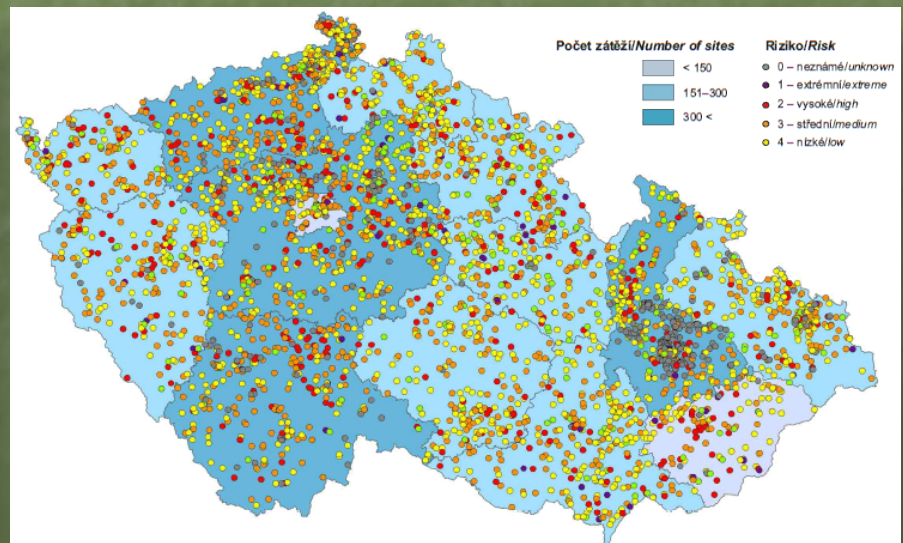 Počet zátěží/Number of sites
< 150
151–300
300 <
Riziko/Risk
0 – neznámé/unknown
1 – extrémní/extreme
2 – vysoké/high
3 – střední/medium
4 – nízké/low